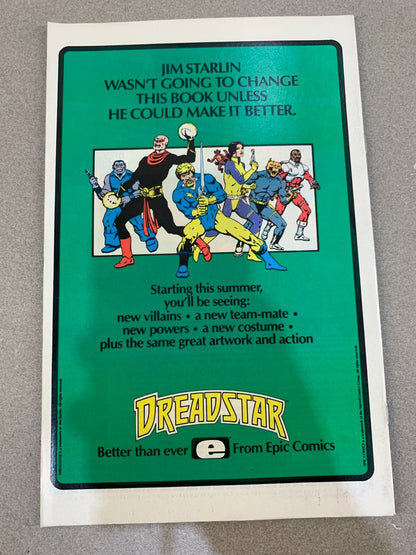 JIM STARLIN
WASN'T GOING TO CHANGE
THIS BOOK UNLESS
HE COULD MAKE IT BETTER.
Starting this summer,
you'll be seeing:
new villains • a new team-mate •
new powers • a new costume •
plus the same great artwork and action
DREADSTAR
Better than ever e From Epic Comics